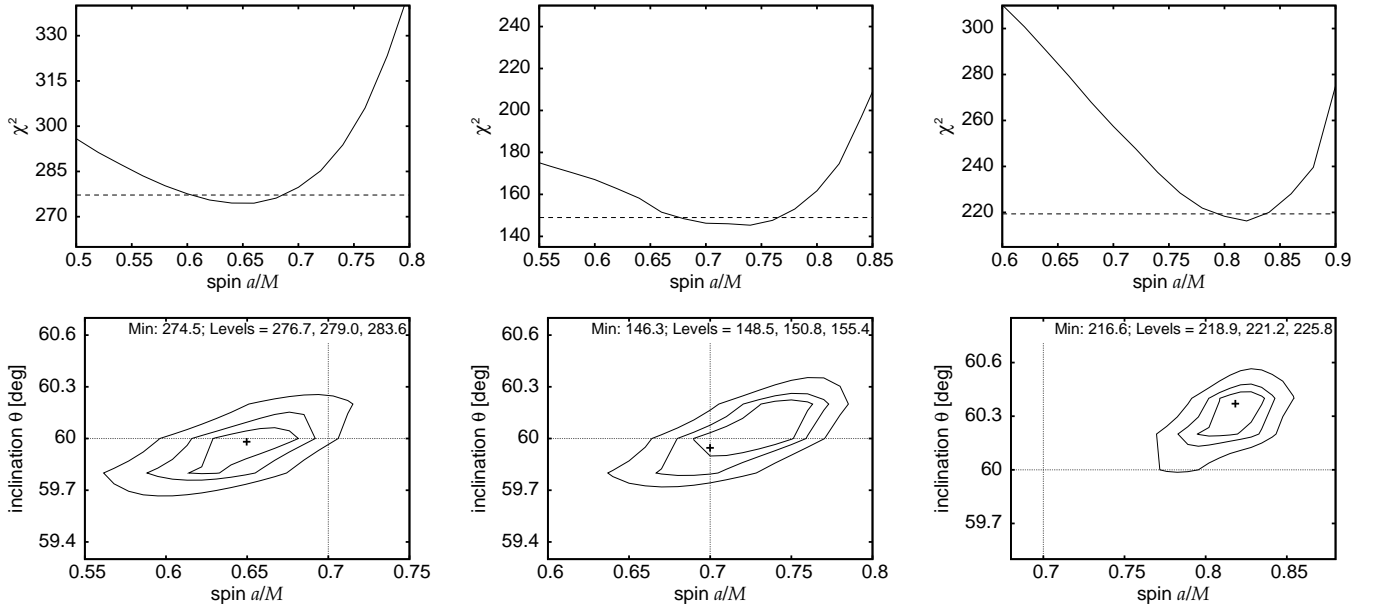 330
315
300
285
270
χ²
0.5 0.55 0.6 0.65 0.7 0.75 0.8
spin a/M
240
220
200
180
160
140
χ²
0.55 0.6 0.65 0.7 0.75 0.8 0.85
spin a/M
300
280
260
240
220
χ²
0.6 0.65 0.7 0.75 0.8 0.85 0.9
spin a/M
Min: 274.5; Levels = 276.7, 279.0, 283.6
60.6
60.3
60
59.7
59.4
inclination θ [deg]
0.55 0.6 0.65 0.7 0.75
spin a/M
Min: 146.3; Levels = 148.5, 150.8, 155.4
60.6
60.3
60
59.7
59.4
inclination θ [deg]
0.55 0.6 0.65 0.7 0.75 0.8
spin a/M
Min: 216.6; Levels = 218.9, 221.2, 225.8
60.6
60.3
60
59.7
inclination θ [deg]
0.7 0.75 0.8 0.85
spin a/M